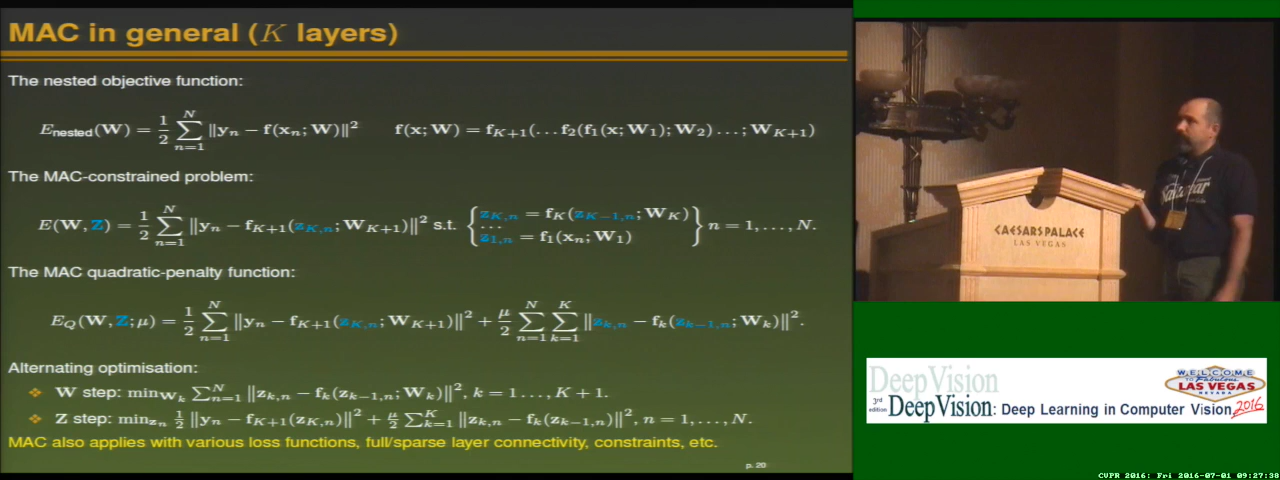 MAC in general (K layers)
The nested objective function:
E_nested(W) = 1/2 ∑_{n=1}^{N} ‖y_n − f(x_n; W)‖² f(x; W) = f_{K+1}(… f_2(f_1(x; W_1); W_2) …; W_{K+1})
The MAC-constrained problem:
E(W, Z) = 1/2 ∑_{n=1}^{N} ‖y_n − f_{K+1}(z_{K,n}; W_{K+1})‖² s.t. { z_{K,n} = f_K(z_{K−1,n}; W_K) … z_{1,n} = f_1(x_n; W_1) } n = 1, …, N.
The MAC quadratic-penalty function:
E_Q(W, Z; μ) = 1/2 ∑_{n=1}^{N} ‖y_n − f_{K+1}(z_{K,n}; W_{K+1})‖² + μ/2 ∑_{n=1}^{N} ∑_{k=1}^{K} ‖z_{k,n} − f_k(z_{k−1,n}; W_k)‖².
Alternating optimisation:
❖ W step: min_{W_k} ∑_{n=1}^{N} ‖z_{k,n} − f_k(z_{k−1,n}; W_k)‖², k = 1 …, K + 1.
❖ Z step: min_{z_n} 1/2 ‖y_n − f_{K+1}(z_{K,n})‖² + μ/2 ∑_{k=1}^{K} ‖z_{k,n} − f_k(z_{k−1,n})‖², n = 1, …, N.
MAC also applies with various loss functions, full/sparse layer connectivity, constraints, etc.
p. 20
CAESARS PALACE
LAS VEGAS
DeepVision
3rd
edition
DeepVision: Deep Learning in Computer Vision
WELCOME
TO Fabulous
LAS VEGAS
NEVADA
2016
CVPR 2016: Fri 2016-07-01 09:27:38